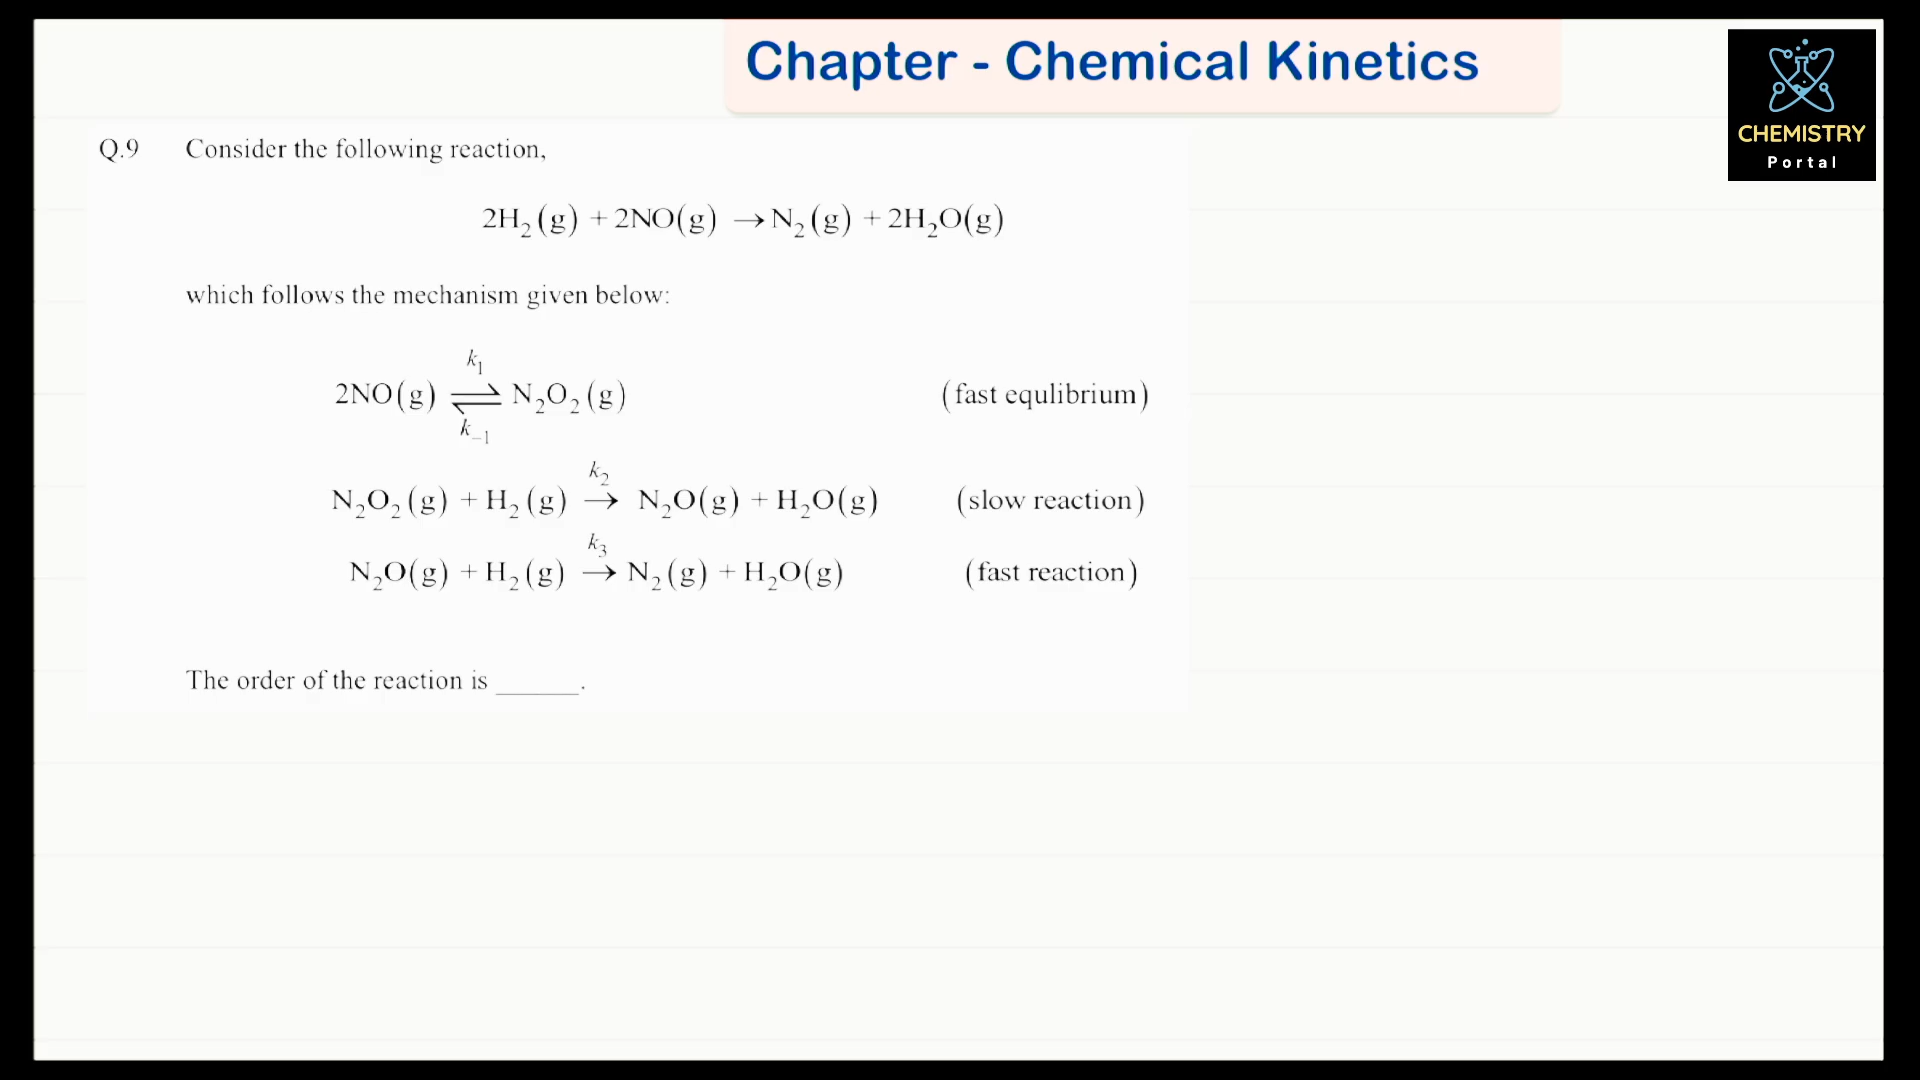 Chapter - Chemical Kinetics
CHEMISTRY
Portal
Q.9 Consider the following reaction,
2H₂(g) + 2NO(g) → N₂(g) + 2H₂O(g)
which follows the mechanism given below:
k₁
2NO(g) ⇌ N₂O₂(g) (fast equlibrium)
k₋₁
k₂
N₂O₂(g) + H₂(g) → N₂O(g) + H₂O(g) (slow reaction)
k₃
N₂O(g) + H₂(g) → N₂(g) + H₂O(g) (fast reaction)
The order of the reaction is ______.